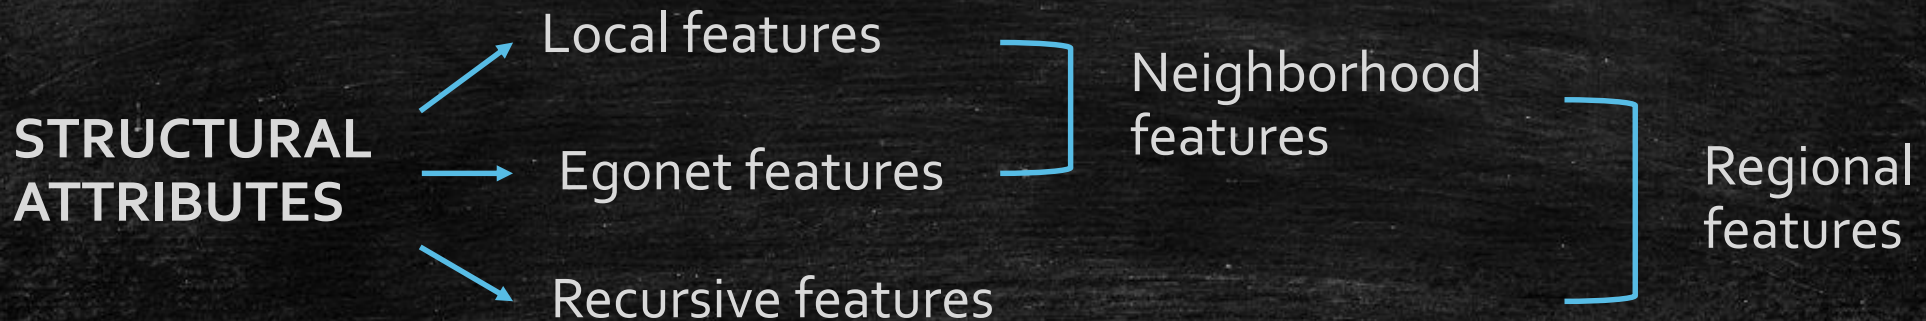 STRUCTURAL
ATTRIBUTES
Local features
Egonet features
Recursive features
Neighborhood
features
Regional
features